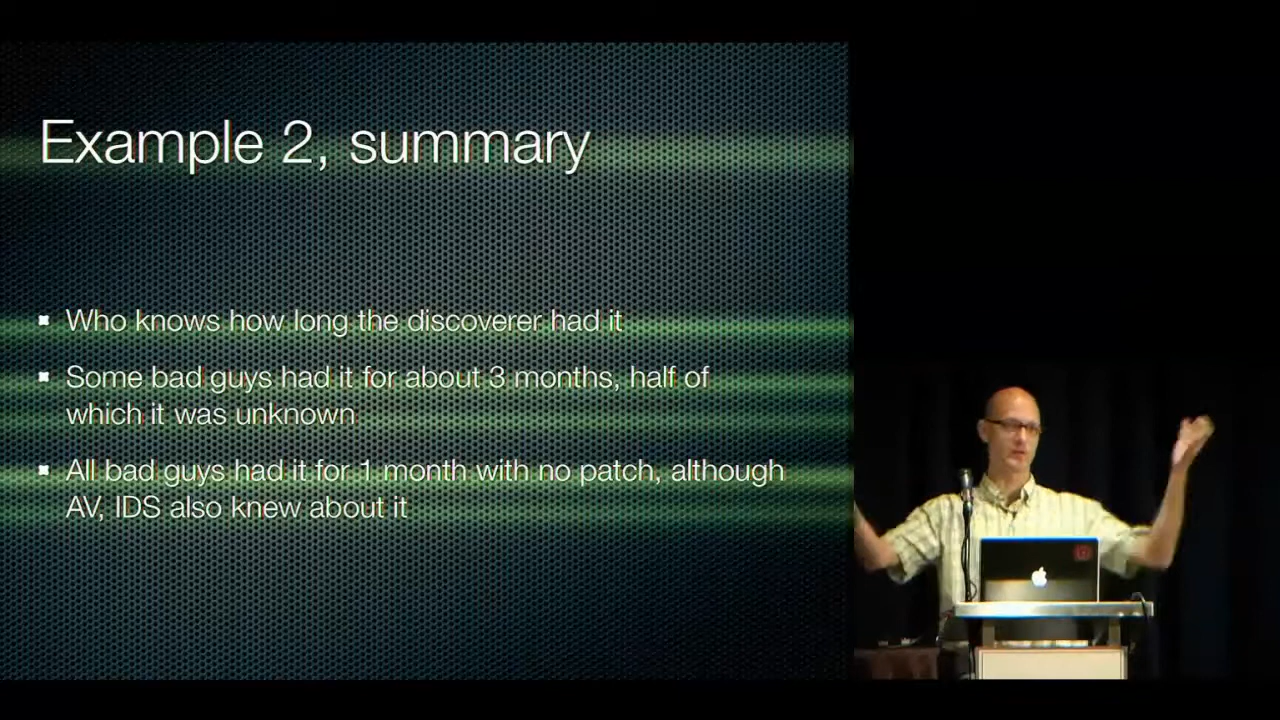 Example 2, summary
Who knows how long the discoverer had it
Some bad guys had it for about 3 months, half of
which it was unknown
All bad guys had it for 1 month with no patch, although
AV, IDS also knew about it